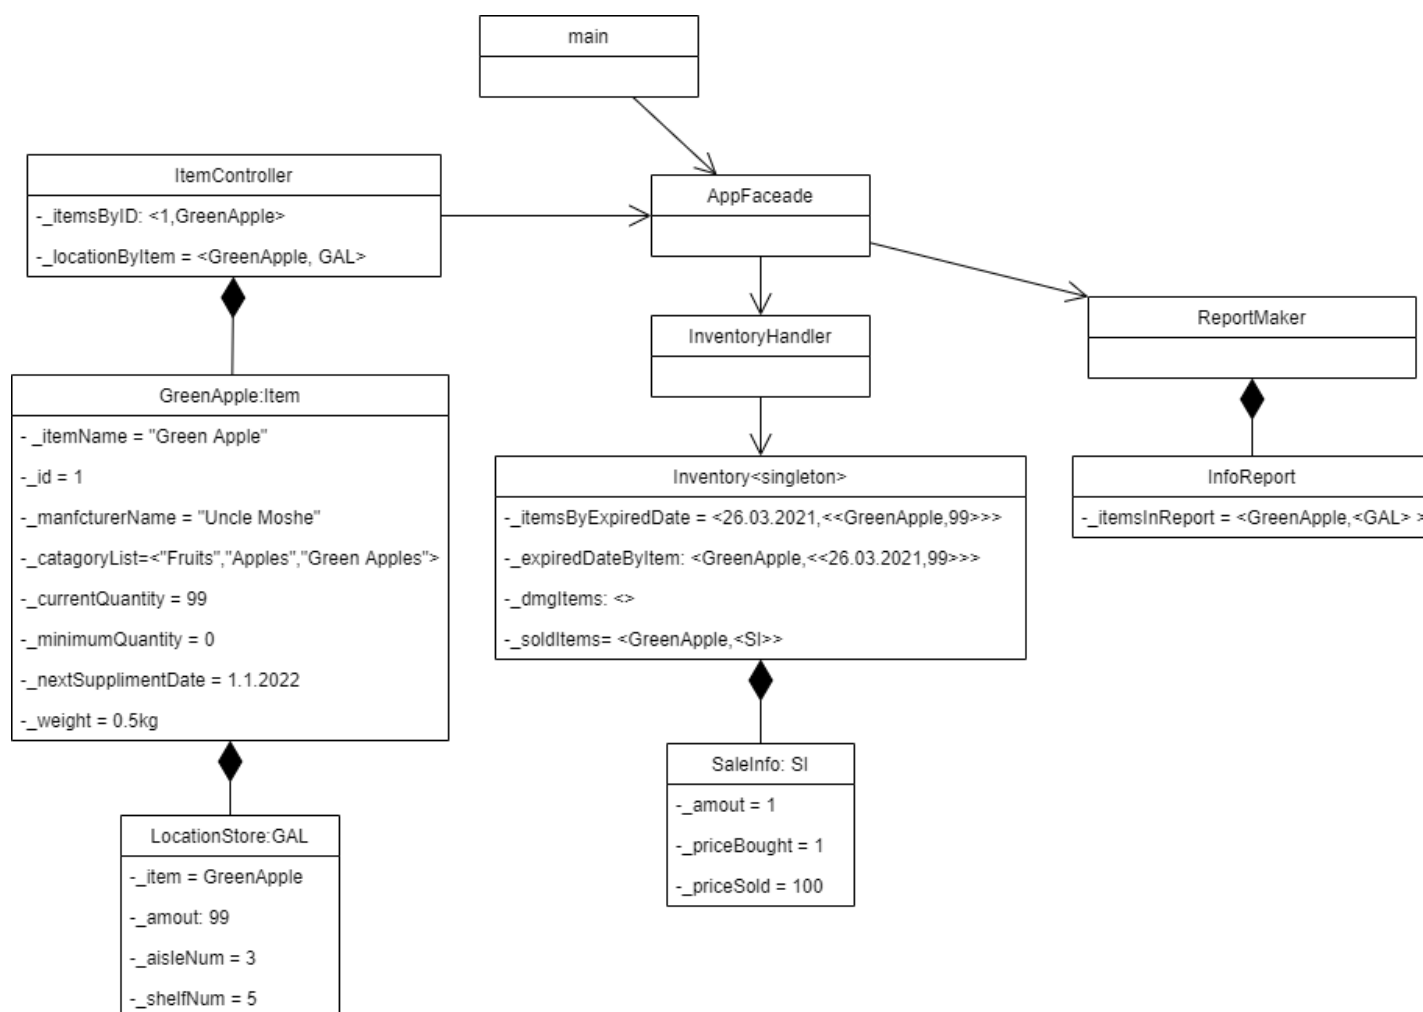 main
ItemController
-_itemsByID: <1,GreenApple>
-_locationByItem = <GreenApple, GAL>
AppFaceade
InventoryHandler
ReportMaker
GreenApple:Item
- _itemName = "Green Apple"
-_id = 1
-_manfcturerName = "Uncle Moshe"
-_catagoryList=<"Fruits","Apples","Green Apples">
-_currentQuantity = 99
-_minimumQuantity = 0
-_nextSupplimentDate = 1.1.2022
-_weight = 0.5kg
Inventory<singleton>
-_itemsByExpiredDate = <26.03.2021,<<GreenApple,99>>>
-_expiredDateByItem: <GreenApple,<<26.03.2021,99>>>
-_dmgItems: <>
-_soldItems= <GreenApple,<SI>>
InfoReport
-_itemsInReport = <GreenApple,<GAL> >
SaleInfo: SI
-_amout = 1
-_priceBought = 1
-_priceSold = 100
LocationStore:GAL
-_item = GreenApple
-_amout: 99
-_aisleNum = 3
-_shelfNum = 5